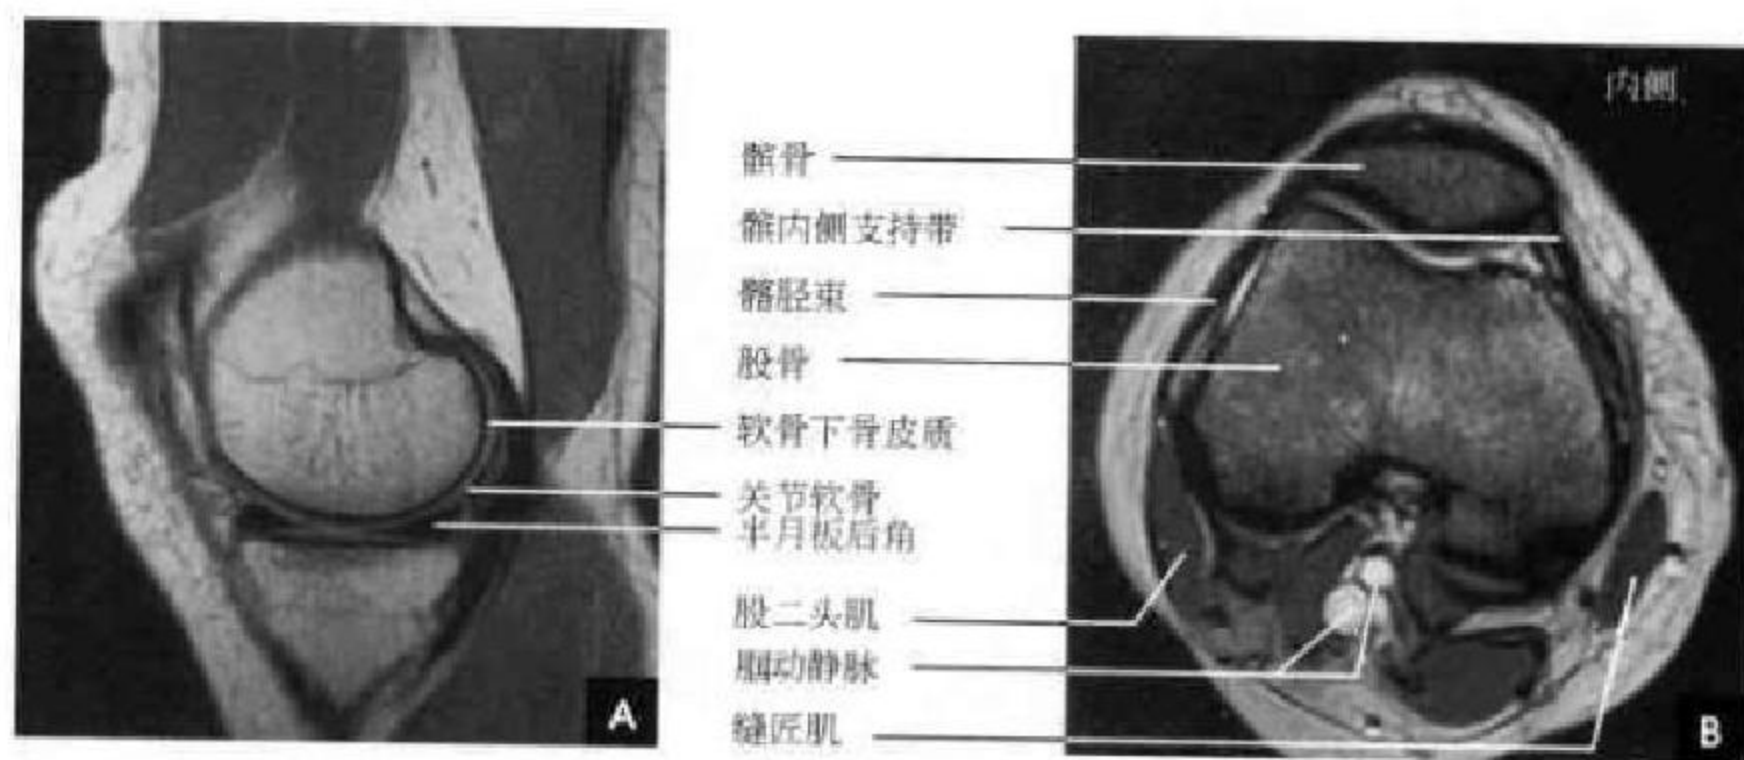 内侧
髌骨
髌内侧支持带
髂胫束
股骨
软骨下骨皮质
关节软骨
半月板后角
股二头肌
腘动静脉
缝匠肌
A
B